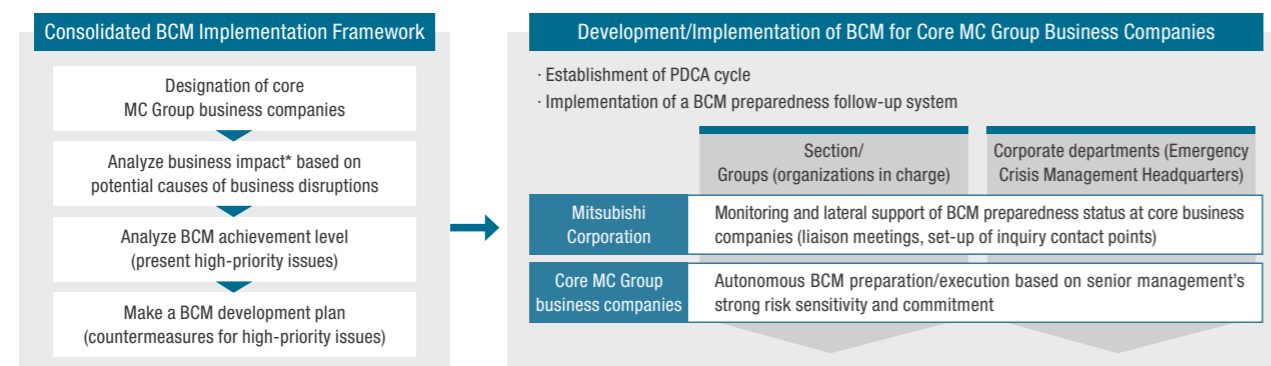 Consolidated BCM Implementation Framework
Designation of core
MC Group business companies
Analyze business impact* based on
potential causes of business disruptions
Analyze BCM achievement level
(present high-priority issues)
Make a BCM development plan
(countermeasures for high-priority issues)
Development/Implementation of BCM for Core MC Group Business Companies
· Establishment of PDCA cycle
· Implementation of a BCM preparedness follow-up system
Section/
Groups (organizations in charge)
Corporate departments (Emergency
Crisis Management Headquarters)
Mitsubishi
Corporation
Monitoring and lateral support of BCM preparedness status at core business
companies (liaison meetings, set-up of inquiry contact points)
Core MC Group
business companies
Autonomous BCM preparation/execution based on senior management's
strong risk sensitivity and commitment